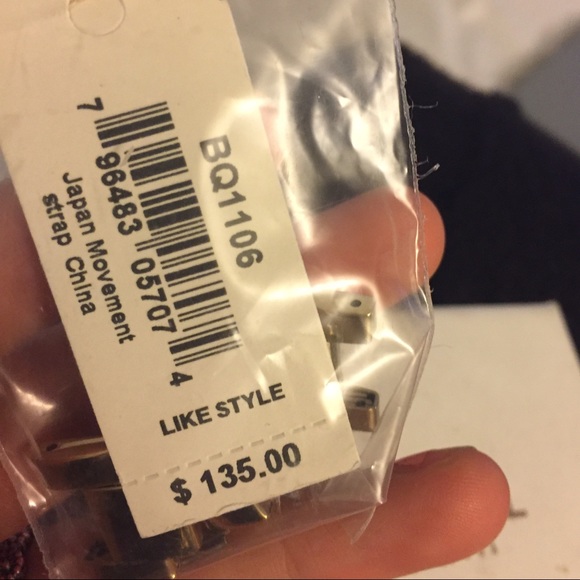 BQ1106
7 96483 05707 4
Japan Movement
strap China
LIKE STYLE
$ 135.00